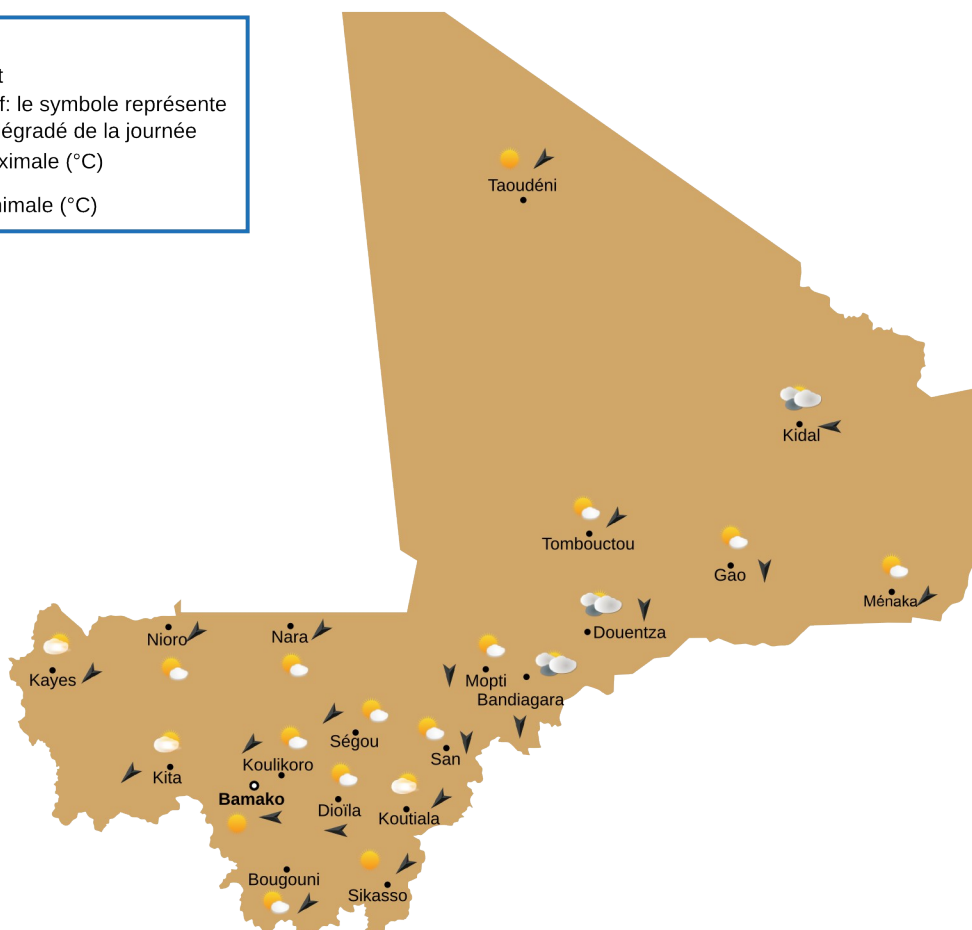 f: le symbole représente
égradé de la journée
ximale (°C)
imale (°C)
Taoudéni
Kidal
Tombouctou
Gao
Ménaka
Douentza
Nioro
Nara
Kayes
Mopti
Bandiagara
Ségou
San
Koulikoro
Kita
Bamako
Dioïla
Koutiala
Bougouni
Sikasso